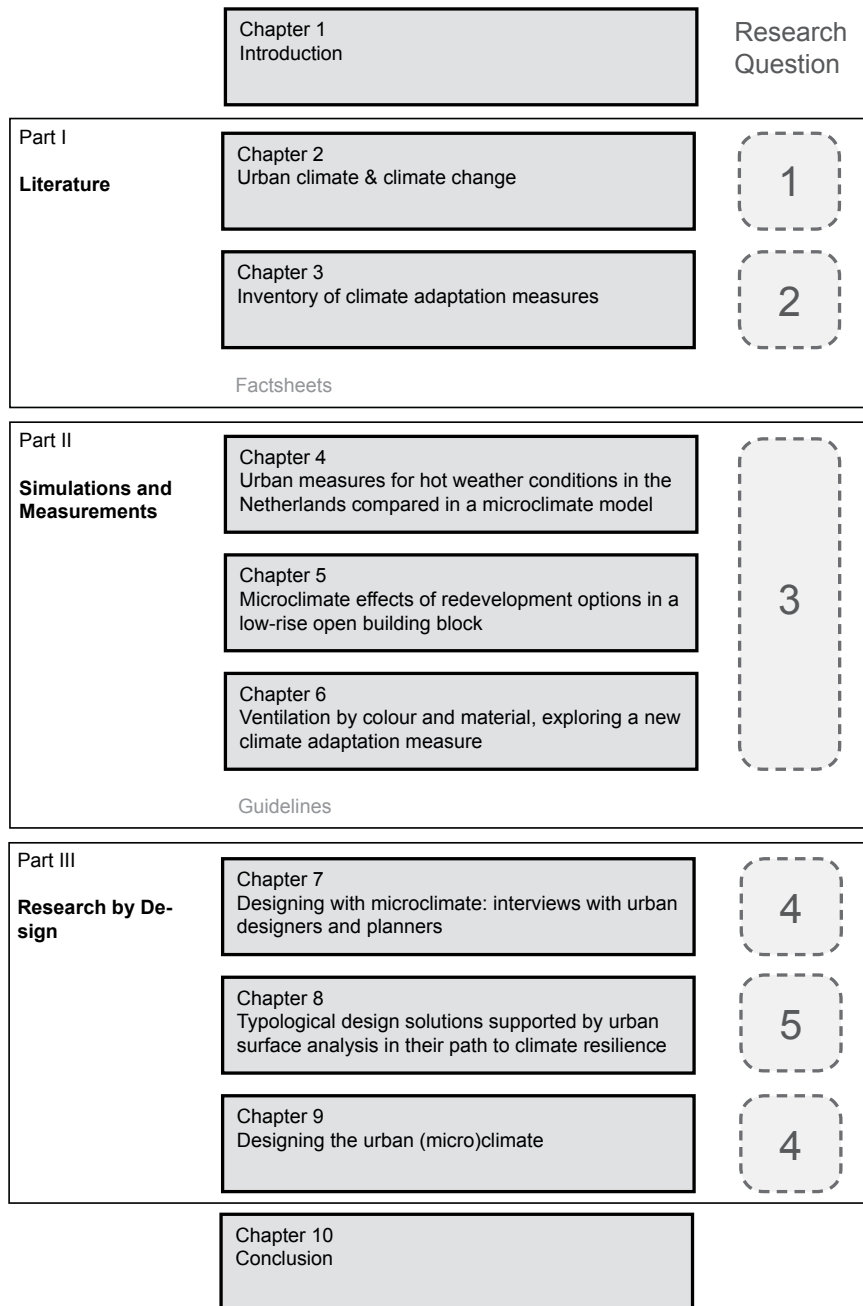 Chapter 1
Introduction
Research
Question
Part I
Literature
Chapter 2
Urban climate & climate change
1
Chapter 3
Inventory of climate adaptation measures
2
Factsheets
Part II
Simulations and
Measurements
Chapter 4
Urban measures for hot weather conditions in the
Netherlands compared in a microclimate model
Chapter 5
Microclimate effects of redevelopment options in a
low-rise open building block
3
Chapter 6
Ventilation by colour and material, exploring a new
climate adaptation measure
Guidelines
Part III
Research by De-
sign
Chapter 7
Designing with microclimate: interviews with urban
designers and planners
4
Chapter 8
Typological design solutions supported by urban
surface analysis in their path to climate resilience
5
Chapter 9
Designing the urban (micro)climate
4
Chapter 10
Conclusion